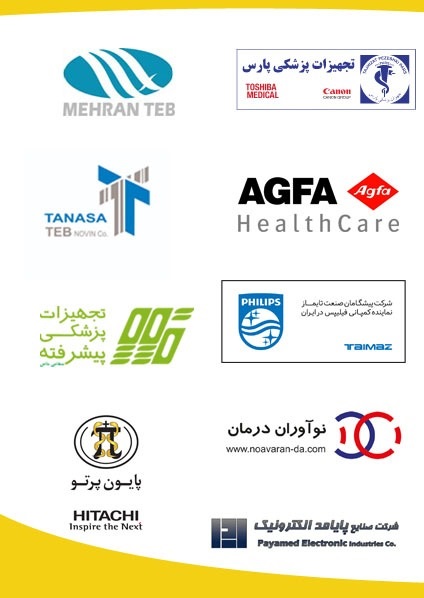 MEHRAN TEB
تجهیزات پزشکی پارس
TOSHIBA
MEDICAL
Canon
CANON GROUP
TANASA
TEB NOVIN Co.
AGFA
Agfa
HealthCare
تجهیزات
پزشکی
پیشرفته
PHILIPS
شرکت پیشگامان صنعت تایماز
نماینده کمپانی فیلیپس در ایران
TAIMAZ
نوآوران درمان
www.noavaran-da.com
پایون پرتو
HITACHI
Inspire the Next
شرکت صنایع پایامد الکترونیک
Payamed Electronic Industries Co.